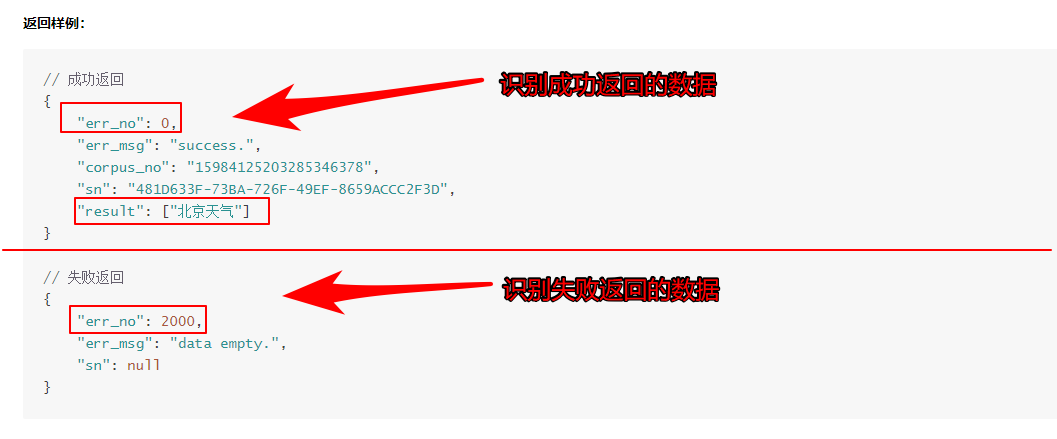 返回样例:
// 成功返回
识别成功返回的数据
{
"err_no": 0,
"err_msg": "success.",
"corpus_no": "15984125203285346378",
"sn": "481D633F-73BA-726F-49EF-8659ACCC2F3D",
"result": ["北京天气"]
}
// 失败返回
识别失败返回的数据
{
"err_no": 2000,
"err_msg": "data empty.",
"sn": null
}